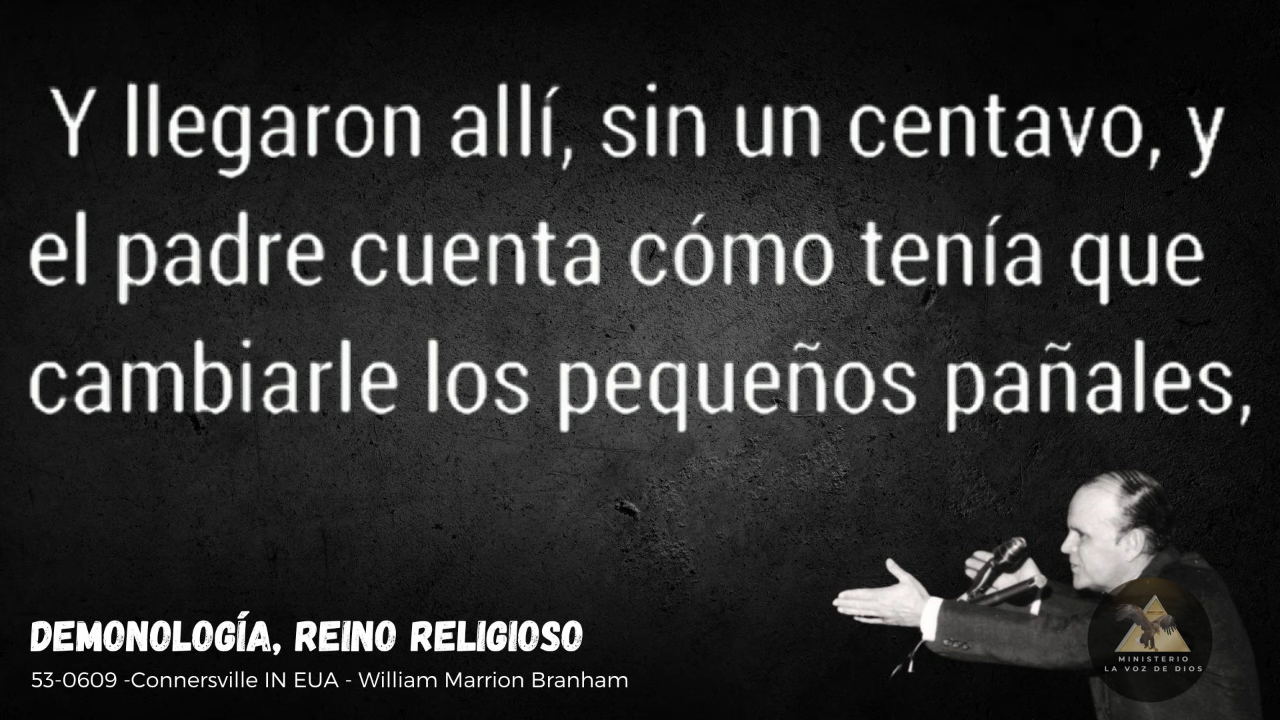 Y llegaron allí, sin un centavo, y
el padre cuenta cómo tenía que
cambiarle los pequeños pañales,
DEMONOLOGÍA, REINO RELIGIOSO
53-0609 -Connersville IN EUA - William Marrion Branham
MINISTERIO
LA VOZ DE DIOS